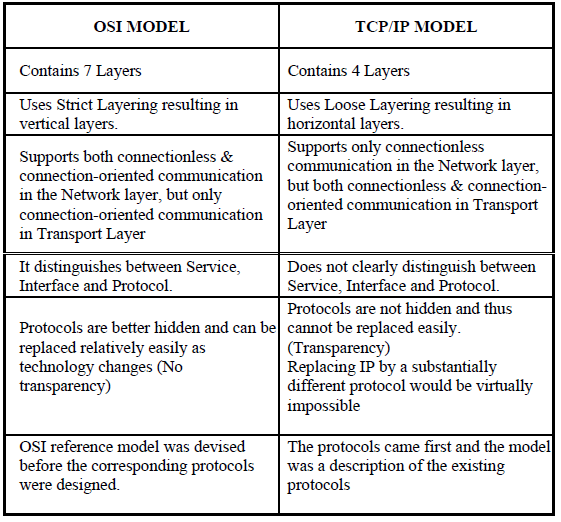 OSI MODEL
TCP/IP MODEL
Contains 7 Layers
Contains 4 Layers
Uses Strict Layering resulting in
vertical layers.
Uses Loose Layering resulting in
horizontal layers.
Supports both connectionless &
connection-oriented communication
in the Network layer, but only
connection-oriented communication
in Transport Layer
Supports only connectionless
communication in the Network layer,
but both connectionless & connection-
oriented communication in Transport
Layer
It distinguishes between Service,
Interface and Protocol.
Does not clearly distinguish between
Service, Interface and Protocol.
Protocols are better hidden and can be
replaced relatively easily as
technology changes (No
transparency)
Protocols are not hidden and thus
cannot be replaced easily.
(Transparency)
Replacing IP by a substantially
different protocol would be virtually
impossible
OSI reference model was devised
before the corresponding protocols
were designed.
The protocols came first and the model
was a description of the existing
protocols